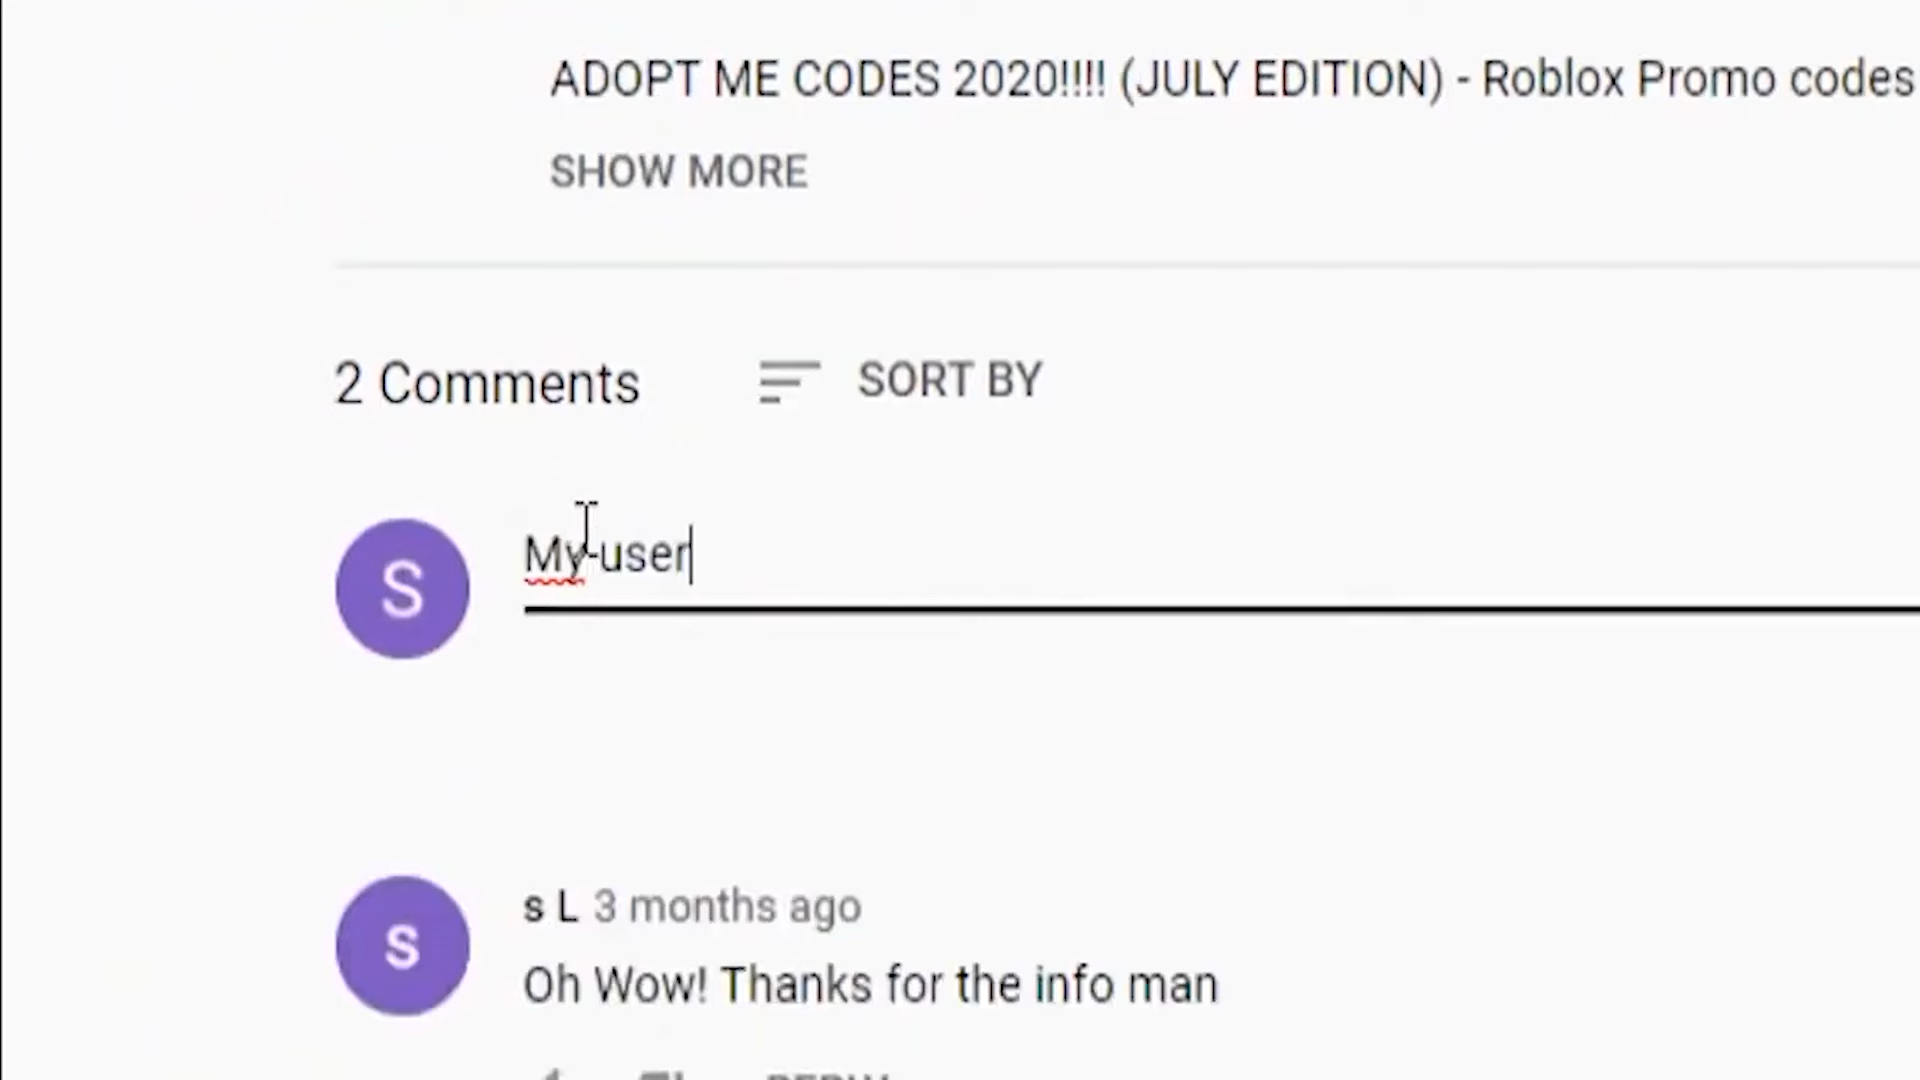 ADOPT ME CODES 2020!!!! (JULY EDITION) - Roblox Promo codes
SHOW MORE
2 Comments SORT BY
S My user
s s L 3 months ago
Oh Wow! Thanks for the info man
REPLY